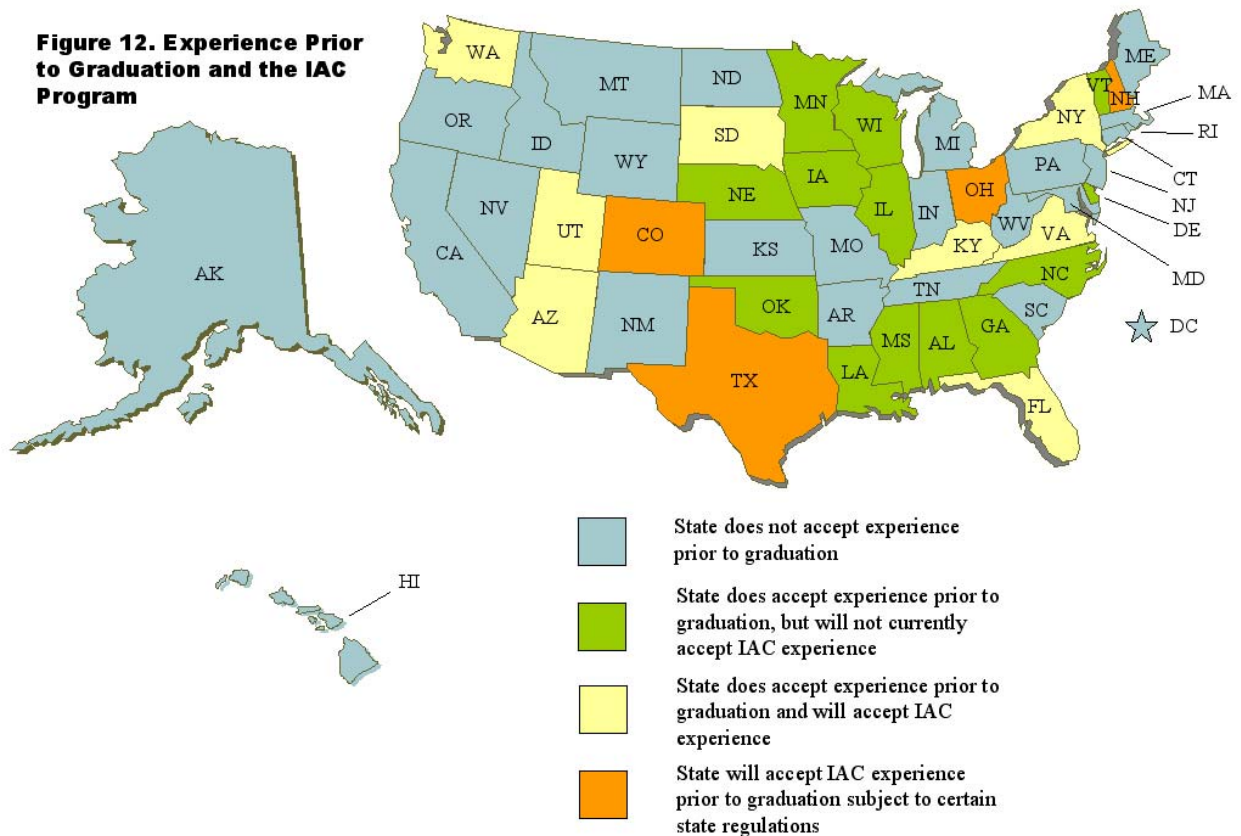 Figure 12. Experience Prior
to Graduation and the IAC
Program
WA
MT
ND
MN
ME
VT
NH
MA
OR
ID
SD
WI
NY
RI
WY
MI
CT
IA
PA
NJ
NE
OH
DE
NV
UT
IL
IN
WV
VA
MD
CO
CA
KS
MO
KY
NC
AK
TN
DC
AZ
NM
OK
AR
SC
MS
AL
GA
TX
LA
FL
HI
State does not accept experience
prior to graduation
State does accept experience prior to
graduation, but will not currently
accept IAC experience
State does accept experience prior to
graduation and will accept IAC
experience
State will accept IAC experience
prior to graduation subject to certain
state regulations